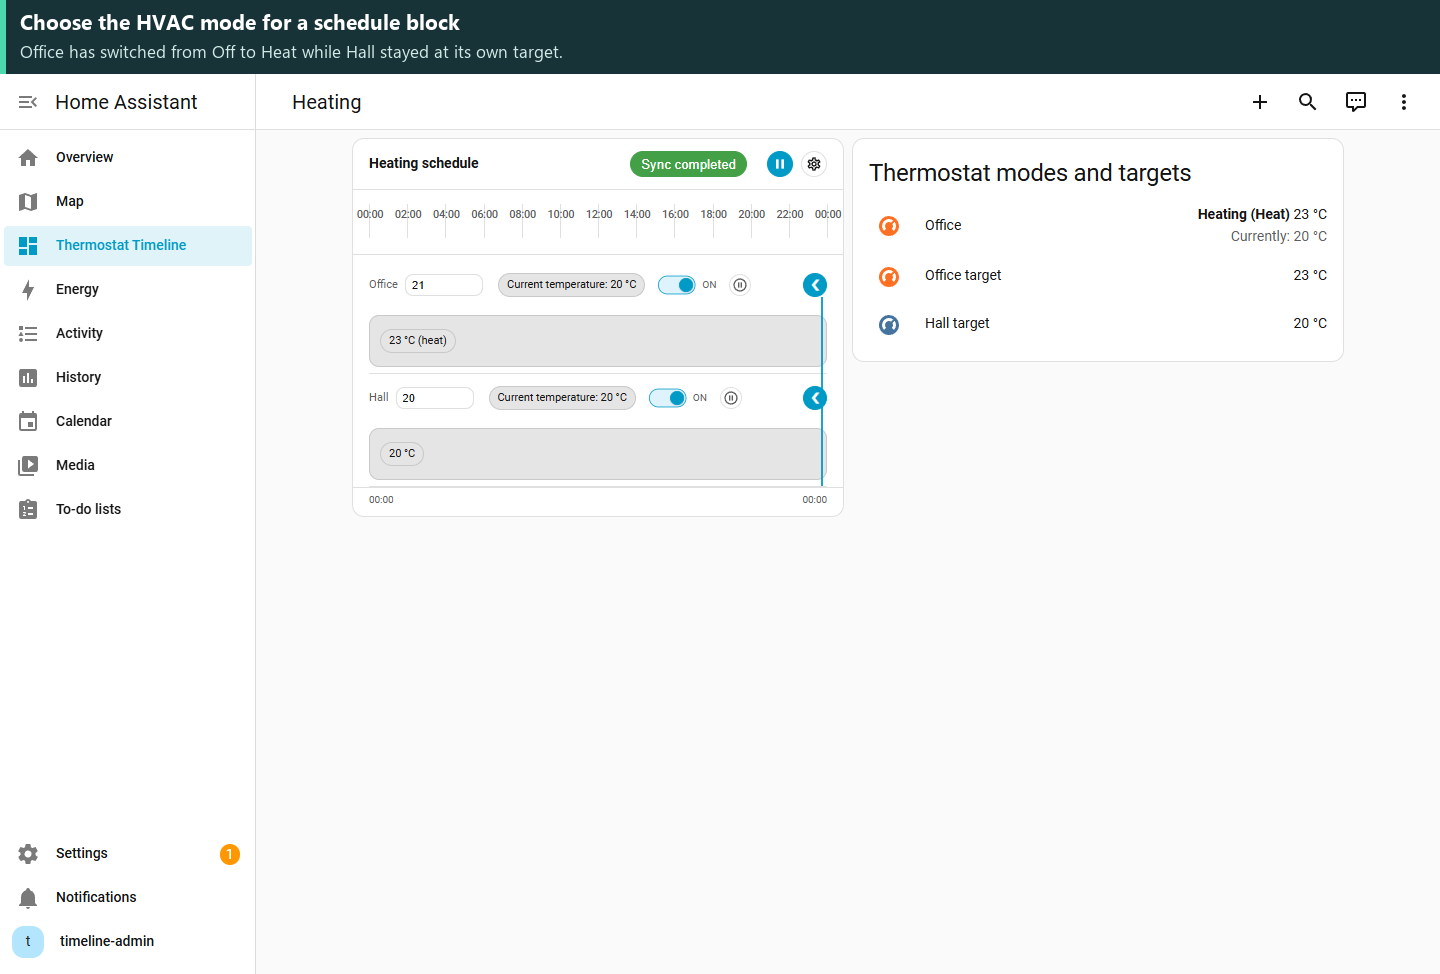 Choose the HVAC mode for a schedule block
Office has switched from Off to Heat while Hall stayed at its own target.
Home Assistant
Heating
Overview
Map
Thermostat Timeline
Energy
Activity
History
Calendar
Media
To-do lists
Settings 1
Notifications
t timeline-admin
Heating schedule Sync completed
00:00 02:00 04:00 06:00 08:00 10:00 12:00 14:00 16:00 18:00 20:00 22:00 00:00
Office 21 Current temperature: 20 °C ON
23 °C (heat)
Hall 20 Current temperature: 20 °C ON
20 °C
00:00 00:00
Thermostat modes and targets
Office Heating (Heat) 23 °C
Currently: 20 °C
Office target 23 °C
Hall target 20 °C